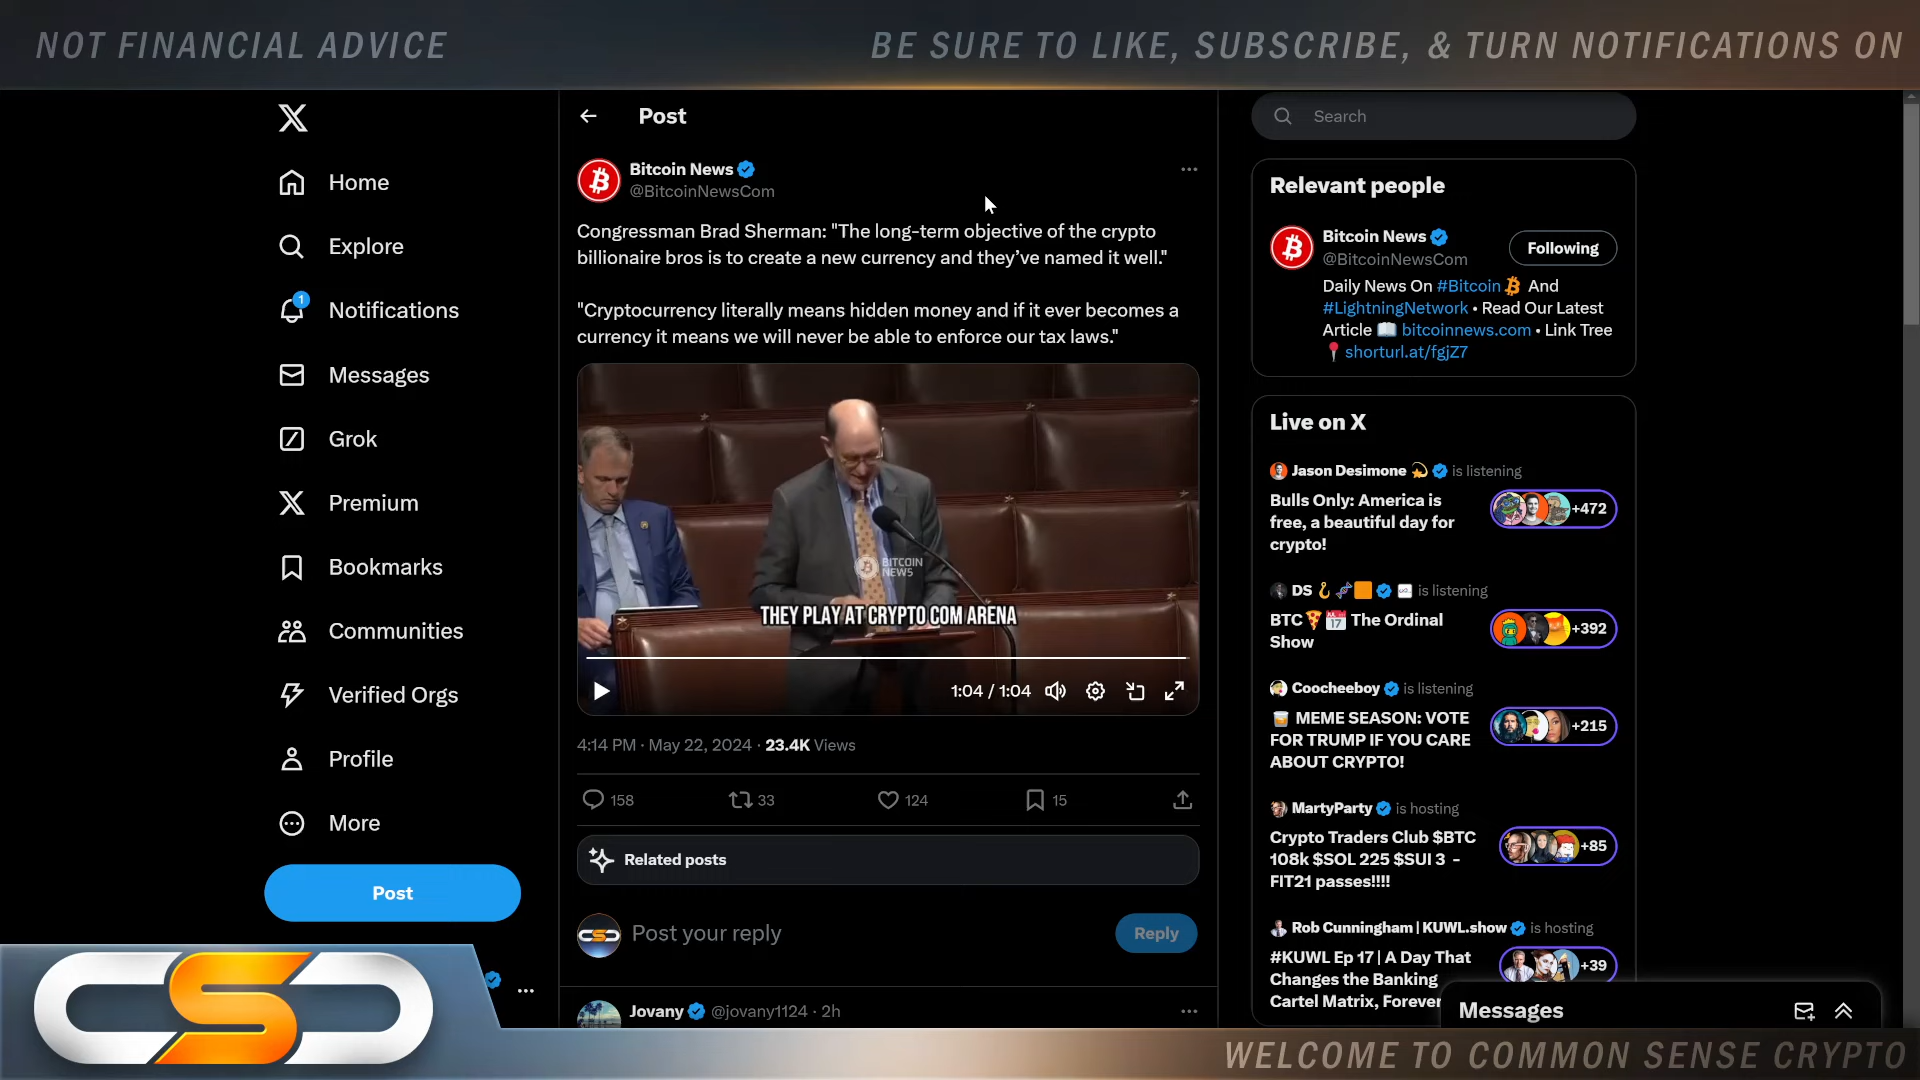 NOT FINANCIAL ADVICE
BE SURE TO LIKE, SUBSCRIBE, & TURN NOTIFICATIONS ON
Home
Explore
1
Notifications
Messages
Grok
Premium
Bookmarks
Communities
Verified Orgs
Profile
More
Post
Post
Bitcoin News
@BitcoinNewsCom
Congressman Brad Sherman: "The long-term objective of the crypto
billionaire bros is to create a new currency and they’ve named it well."
"Cryptocurrency literally means hidden money and if it ever becomes a
currency it means we will never be able to enforce our tax laws."
BITCOIN
NEWS
THEY PLAY AT CRYPTO COM ARENA
1:04 / 1:04
4:14 PM · May 22, 2024 · 23.4K Views
158
33
124
15
Related posts
Post your reply
Reply
Jovany @jovany1124 · 2h
Search
Relevant people
Bitcoin News
@BitcoinNewsCom
Following
Daily News On #Bitcoin And
#LightningNetwork • Read Our Latest
Article bitcoinnews.com • Link Tree
shorturl.at/fgjZ7
Live on X
Jason Desimone is listening
Bulls Only: America is
free, a beautiful day for
crypto!
+472
DS is listening
BTC The Ordinal
Show
+392
Coocheeboy is listening
MEME SEASON: VOTE
FOR TRUMP IF YOU CARE
ABOUT CRYPTO!
+215
MartyParty is hosting
Crypto Traders Club $BTC
108k $SOL 225 $SUI 3 -
FIT21 passes!!!!
+85
Rob Cunningham | KUWL.show is hosting
#KUWL Ep 17 | A Day That
Changes the Banking
Cartel Matrix, Forever
+39
Messages
CSC
WELCOME TO COMMON SENSE CRYPTO